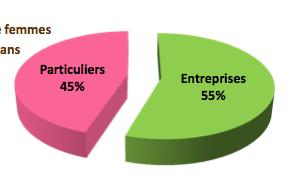 femmes
ans
Particuliers
45%
Entreprises
55%